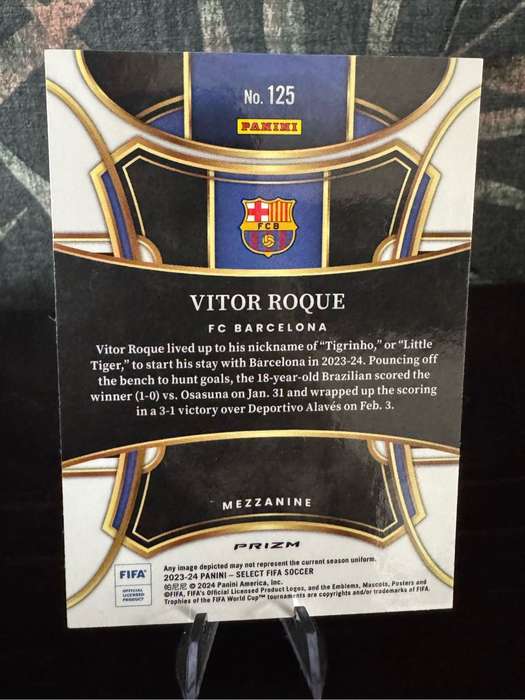 No. 125
PANINI
FCB
VITOR ROQUE
FC BARCELONA
Vitor Roque lived up to his nickname of “Tigrinho,” or “Little
Tiger,” to start his stay with Barcelona in 2023-24. Pouncing off
the bench to hunt goals, the 18-year-old Brazilian scored the
winner (1-0) vs. Osasuna on Jan. 31 and wrapped up the scoring
in a 3-1 victory over Deportivo Alavés on Feb. 3.
MEZZANINE
PRIZM
Any image depicted may not represent the current season uniform.
2023-24 PANINI – SELECT FIFA SOCCER
帕尼尼 © 2024 Panini America, Inc.
©FIFA, FIFA's Official Licensed Product Logos, and the Emblems, Mascots, Posters and
Trophies of the FIFA World Cup™ tournaments are copyrights and/or trademarks of FIFA.
FIFA
OFFICIAL
LICENSED
PRODUCT